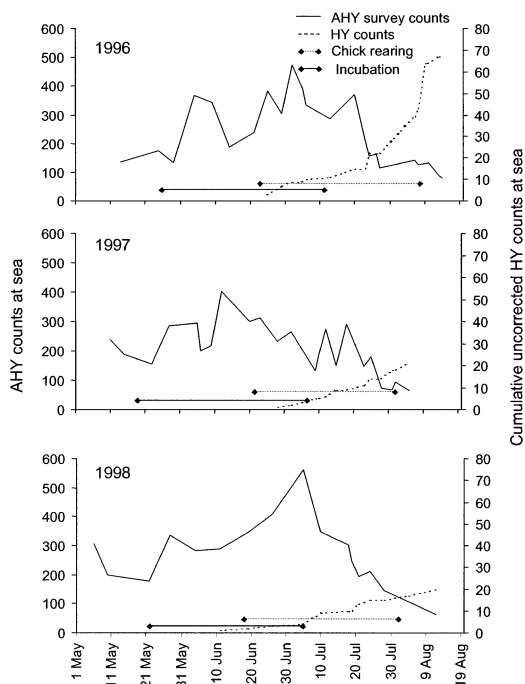 AHY survey counts
HY counts
Chick rearing
Incubation
1996
600
500
400
300
200
100
0
80
70
60
50
40
30
20
10
0
1997
600
500
400
300
200
100
0
80
70
60
50
40
30
20
10
0
1998
600
500
400
300
200
100
0
80
70
60
50
40
30
20
10
0
AHY counts at sea
Cumulative uncorrected HY counts at sea
1 May
11 May
21 May
31 May
10 Jun
20 Jun
30 Jun
10 Jul
20 Jul
30 Jul
9 Aug
19 Aug